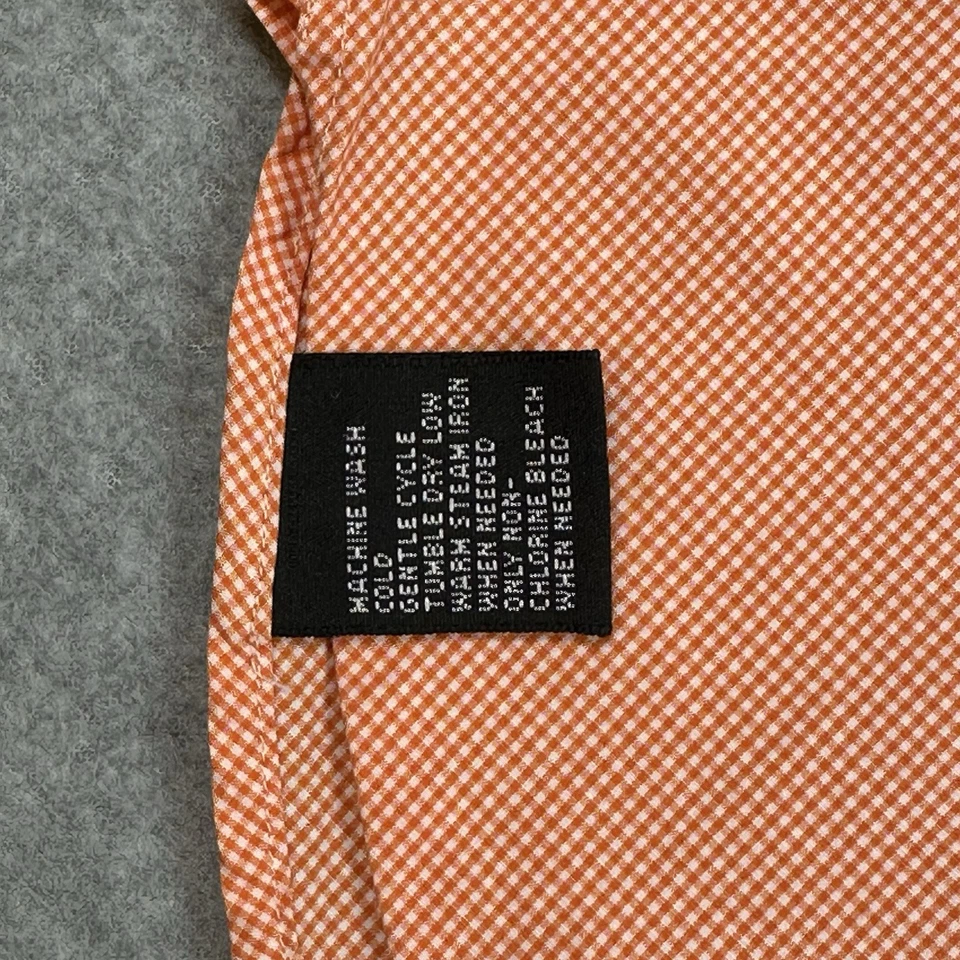 MACHINE WASH
COLD
GENTLE CYCLE
TUMBLE DRY LOW
WARM STEAM IRON
WHEN NEEDED
ONLY NON-
CHLORINE BLEACH
WHEN NEEDED